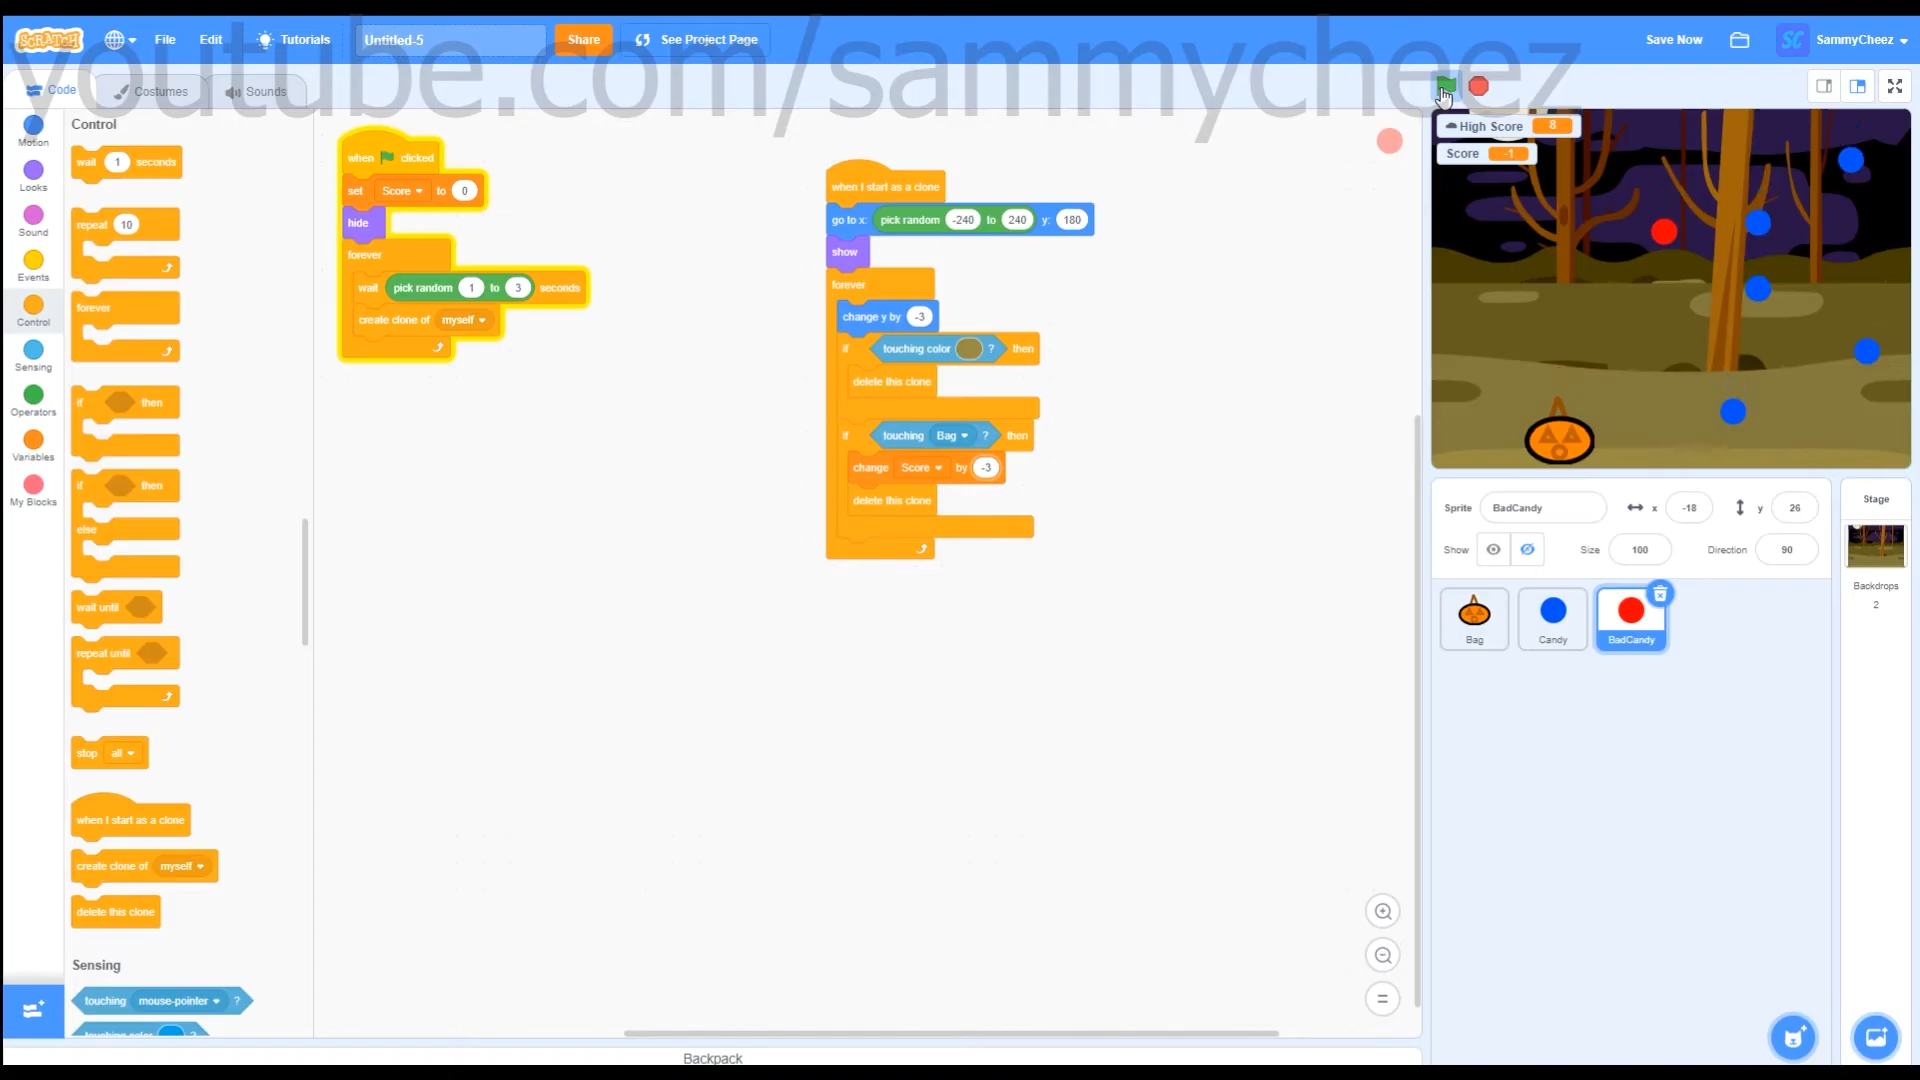 youtube.com/sammycheez
SCRATCH File Edit Tutorials Untitled-5 Share See Project Page Save Now SC SammyCheez
Code Costumes Sounds
Motion
Looks
Sound
Events
Control
Sensing
Operators
Variables
My Blocks
Control
wait 1 seconds
repeat 10
forever
if then
if then
else
wait until
repeat until
stop all
when I start as a clone
create clone of myself
delete this clone
Sensing
touching mouse-pointer ?
touching color ?
when clicked
set Score to 0
hide
forever
wait pick random 1 to 3 seconds
create clone of myself
when I start as a clone
go to x: pick random -240 to 240 y: 180
show
forever
change y by -3
if touching color ? then
delete this clone
if touching Bag ? then
change Score by -3
delete this clone
High Score 8
Score -1
Sprite BadCandy x -18 y 26
Show Size 100 Direction 90
Bag Candy BadCandy
Stage
Backdrops
2
Backpack